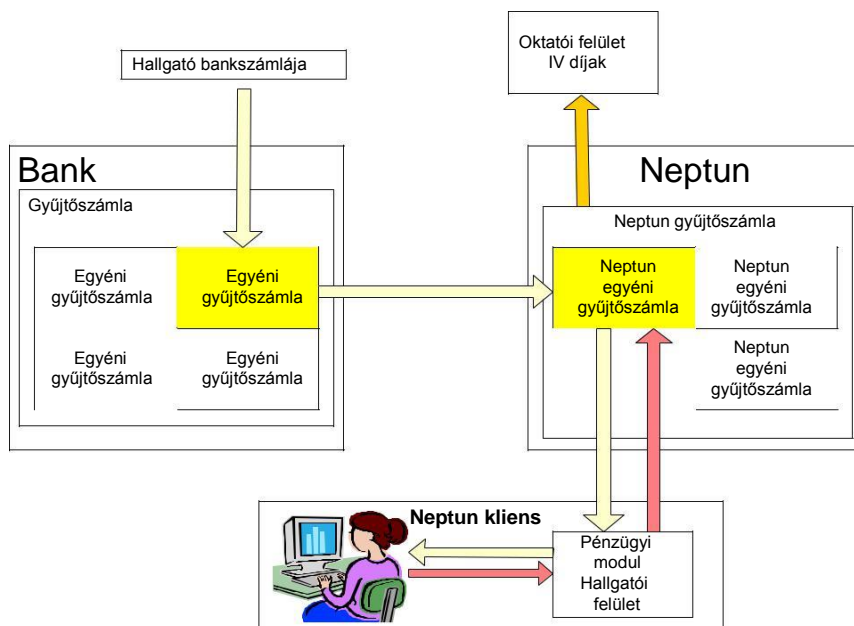 Hallgató bankszámlája
Oktatói felület
IV díjak
Bank
Gyűjtőszámla
Egyéni
gyűjtőszámla
Egyéni
gyűjtőszámla
Egyéni
gyűjtőszámla
Egyéni
gyűjtőszámla
Neptun
Neptun gyűjtőszámla
Neptun
egyéni
gyűjtőszámla
Neptun
egyéni
gyűjtőszámla
Neptun
egyéni
gyűjtőszámla
Neptun kliens
Pénzügyi
modul
Hallgatói
felület